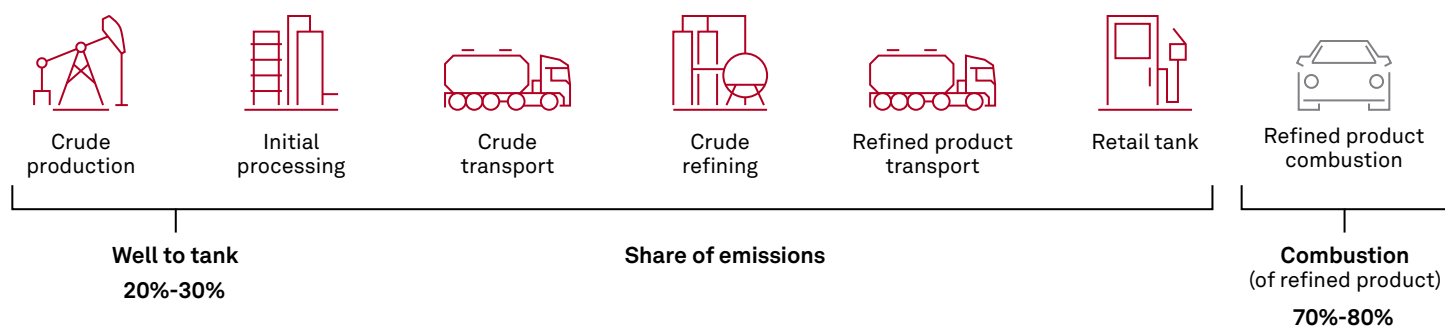 Crude
production
Initial
processing
Crude
transport
Crude
refining
Refined product
transport
Retail tank
Refined product
combustion
Well to tank
20%-30%
Share of emissions
Combustion
(of refined product)
70%-80%